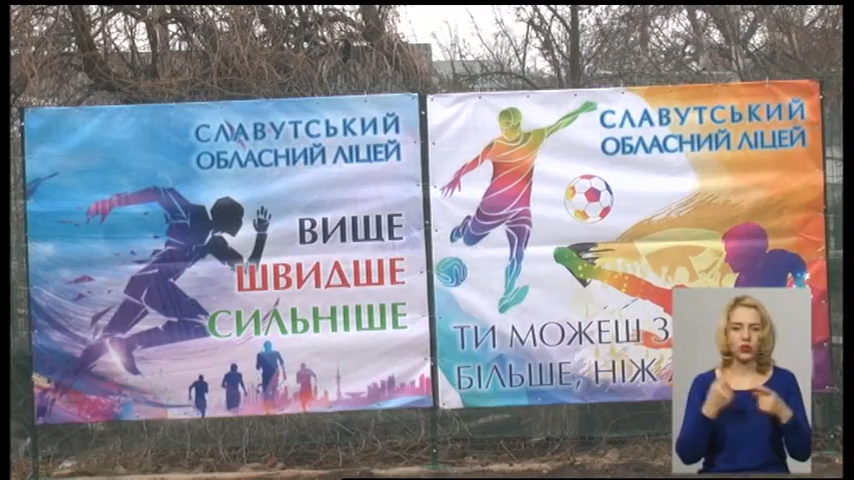 СЛАВУТСЬКИЙ
ОБЛАСНИЙ ЛІЦЕЙ
ВИЩЕ
ШВИДШЕ
СИЛЬНІШЕ
СЛАВУТСЬКИЙ
ОБЛАСНИЙ ЛІЦЕЙ
ТИ МОЖЕШ
БІЛЬШЕ, НІЖ